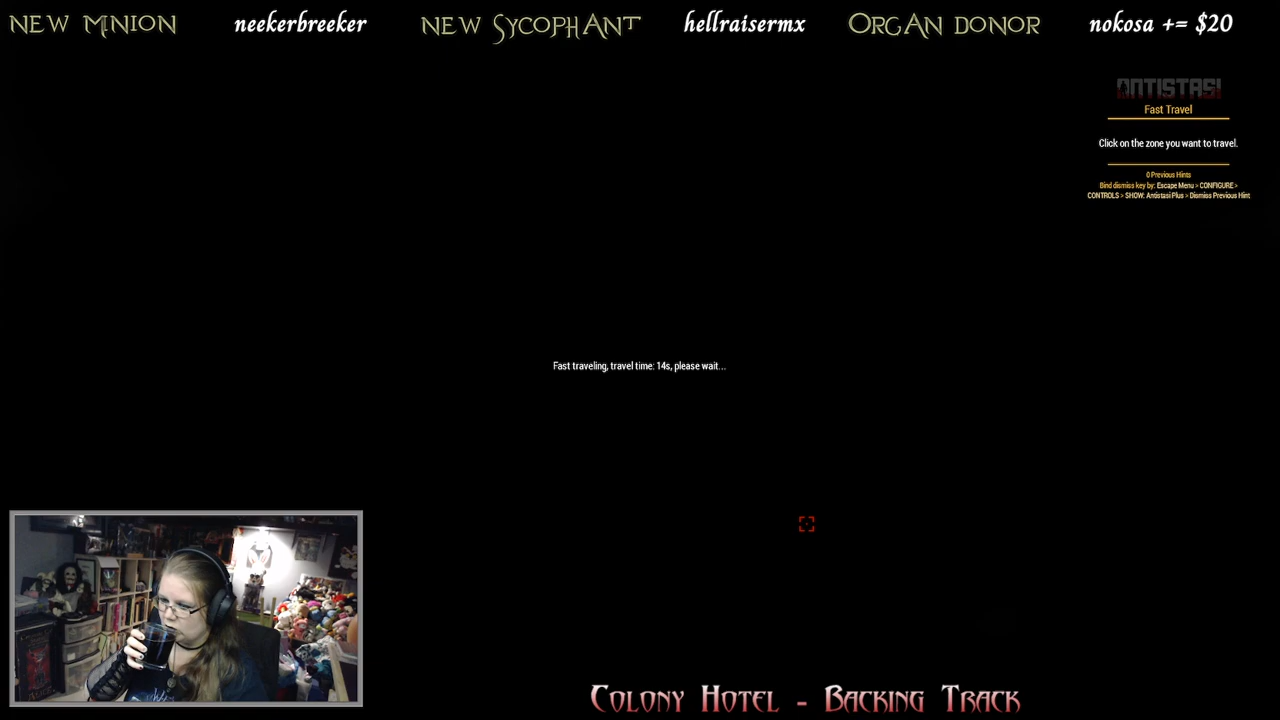 NEW MINION neekerbreeker NEW SYCOPHANT hellraisermx ORGAN DONOR nokosa += $20
ANTISTASI
Fast Travel
Click on the zone you want to travel.
0 Previous Hints
Bind dismiss key by: Escape Menu > CONFIGURE >
CONTROLS > SHOW: Antistasi Plus > Dismiss Previous Hint
Fast traveling, travel time: 14s, please wait...
COLONY HOTEL - BACKING TRACK